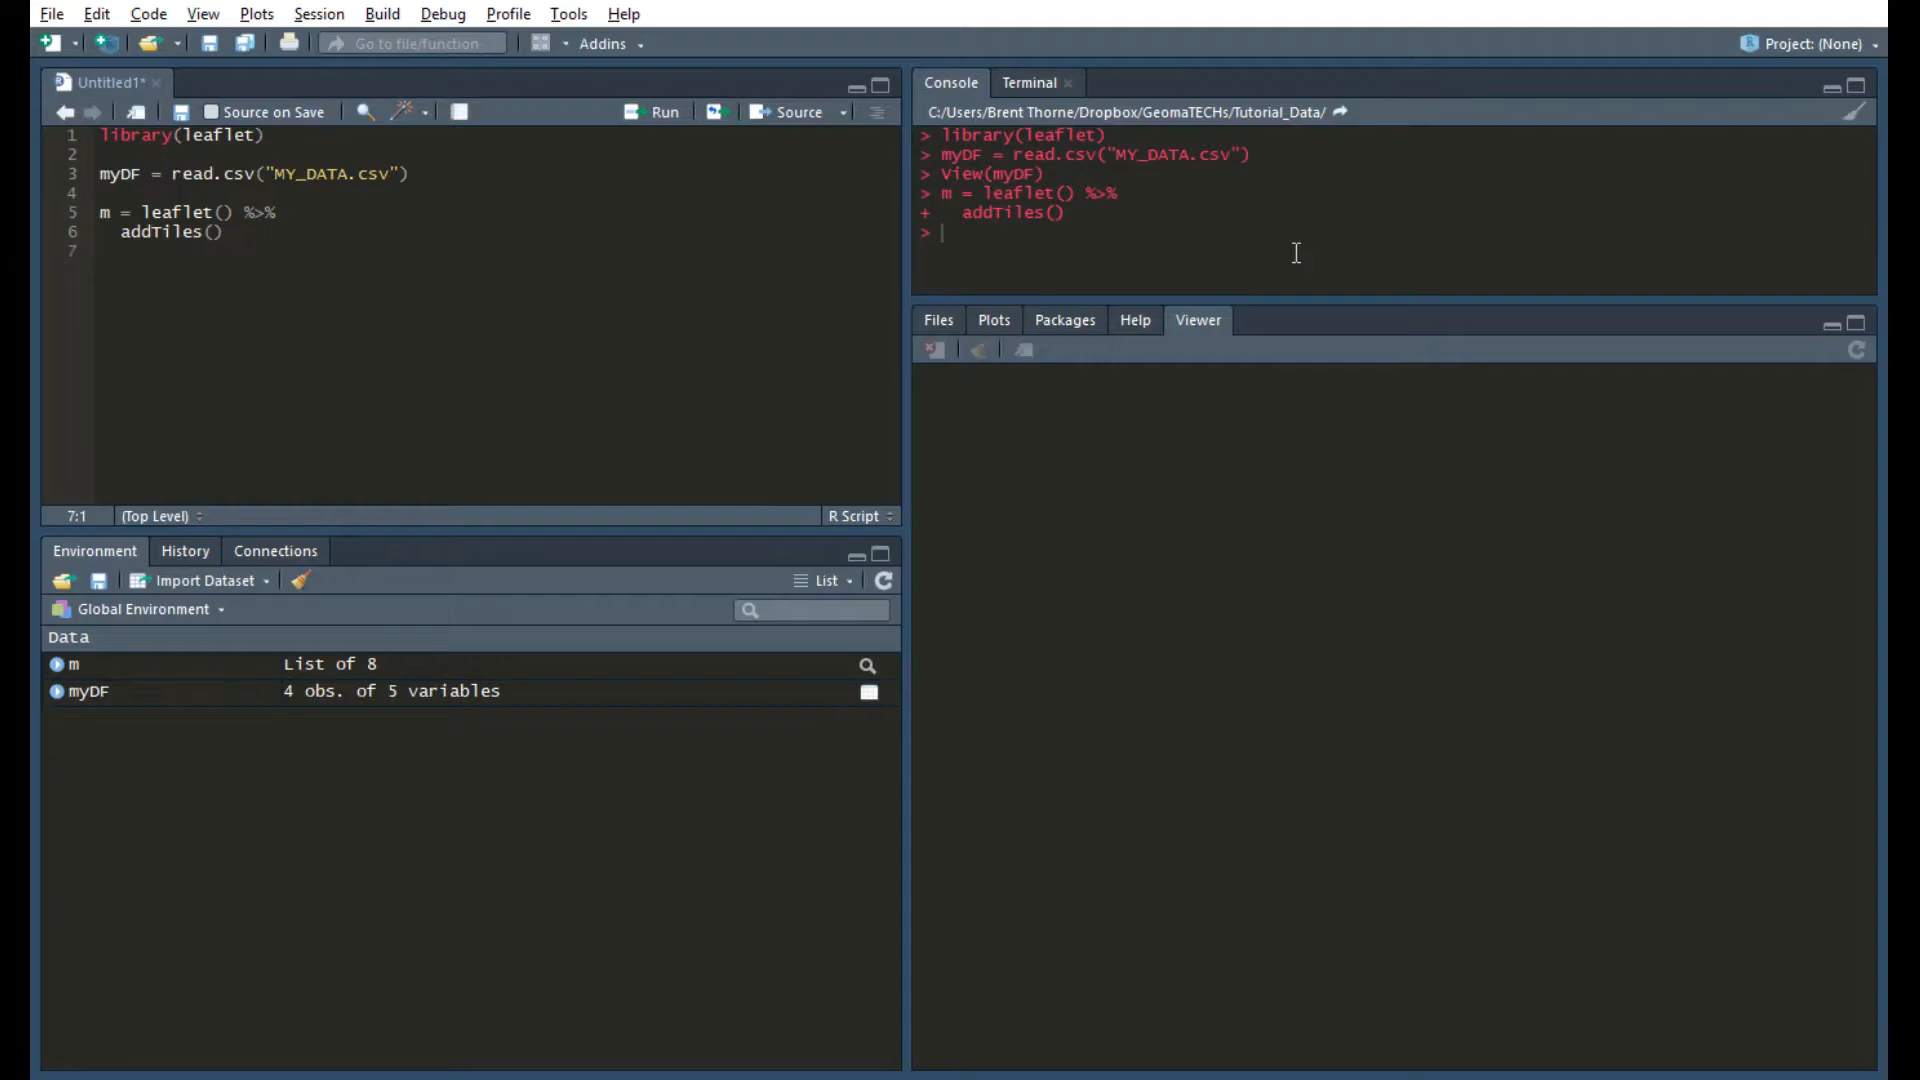 File Edit Code View Plots Session Build Debug Profile Tools Help
Go to file/function Addins Project: (None)
Untitled1*
Source on Save Run Source
1 library(leaflet)
2
3 myDF = read.csv("MY_DATA.csv")
4
5 m = leaflet() %>%
6 addTiles()
7
7:1 (Top Level) R Script
Environment History Connections
Import Dataset List
Global Environment
Data
m List of 8
myDF 4 obs. of 5 variables
Console Terminal
C:/Users/Brent Thorne/Dropbox/GeomaTECHs/Tutorial_Data/
> library(leaflet)
> myDF = read.csv("MY_DATA.csv")
> View(myDF)
> m = leaflet() %>%
+ addTiles()
>
Files Plots Packages Help Viewer